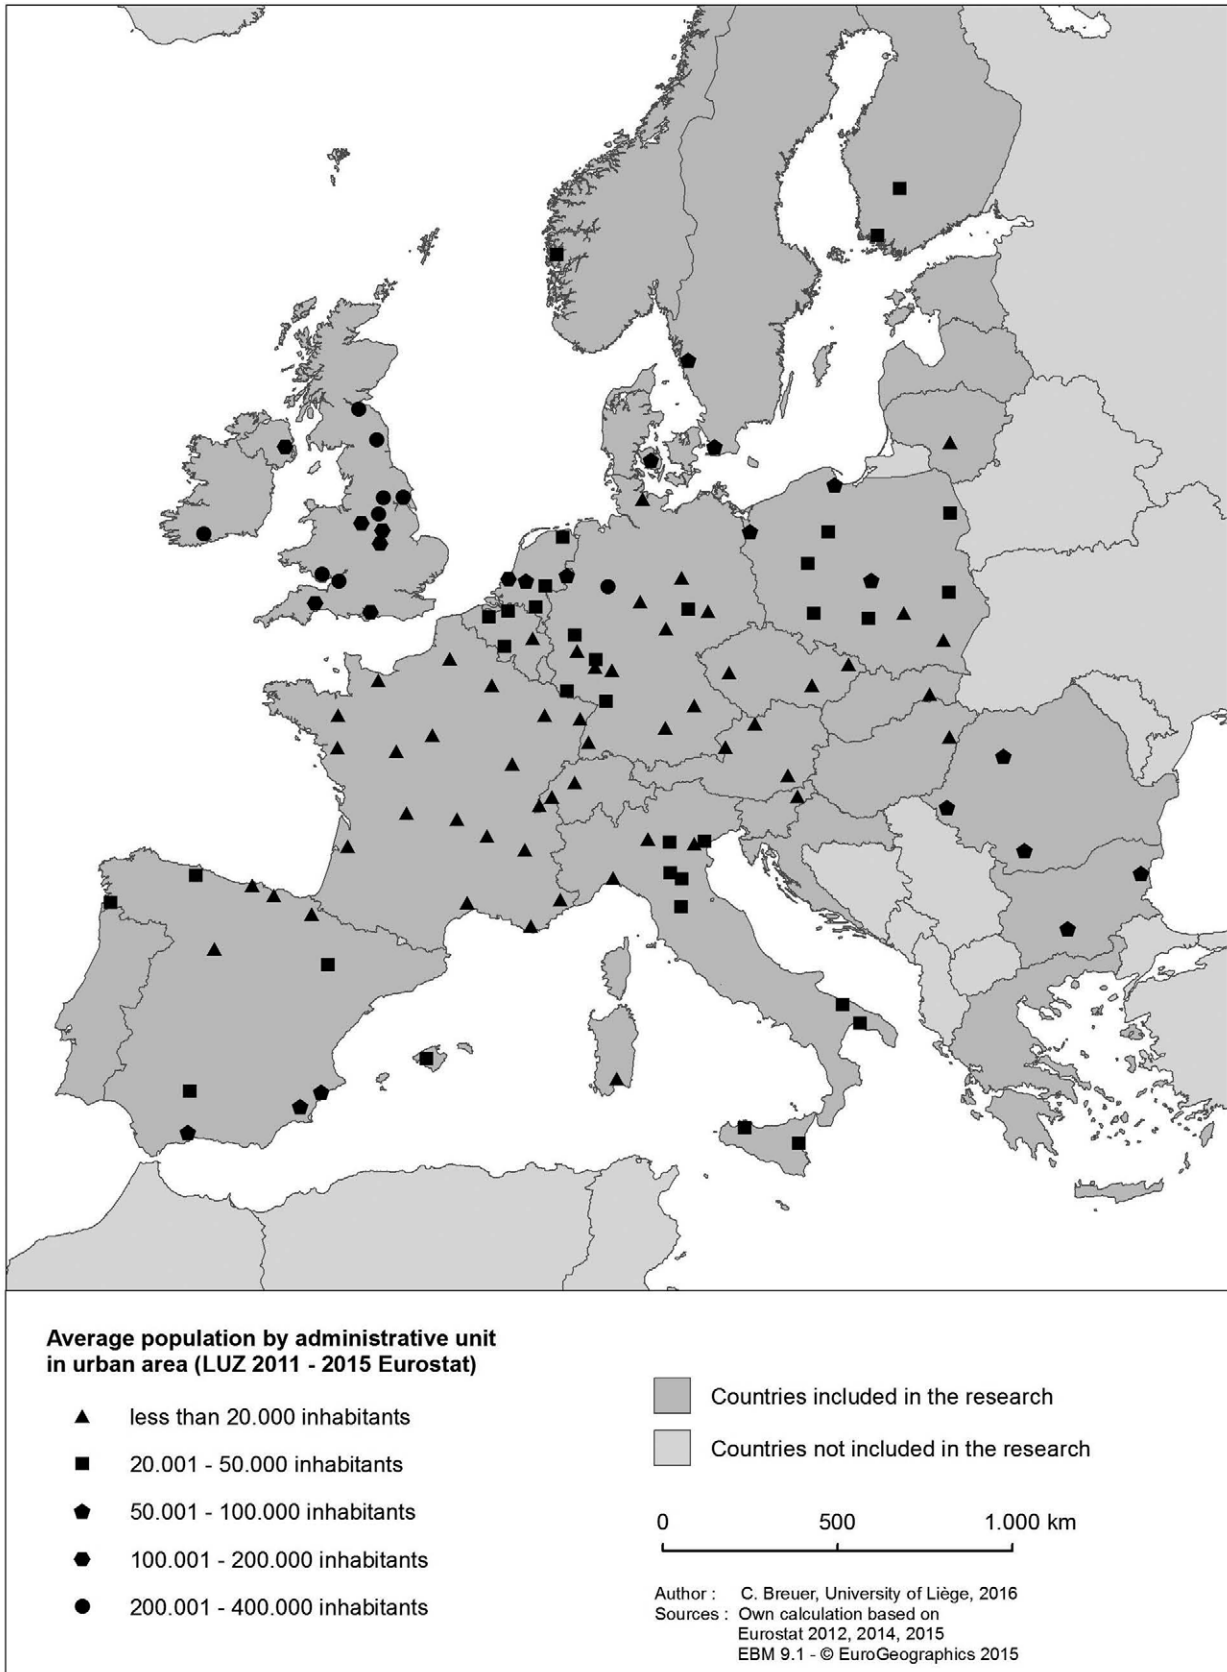 Average population by administrative unit
in urban area (LUZ 2011 - 2015 Eurostat)
less than 20.000 inhabitants
20.001 - 50.000 inhabitants
50.001 - 100.000 inhabitants
100.001 - 200.000 inhabitants
200.001 - 400.000 inhabitants
Countries included in the research
Countries not included in the research
0 500 1.000 km
Author : C. Breuer, University of Liège, 2016
Sources : Own calculation based on
Eurostat 2012, 2014, 2015
EBM 9.1 - © EuroGeographics 2015